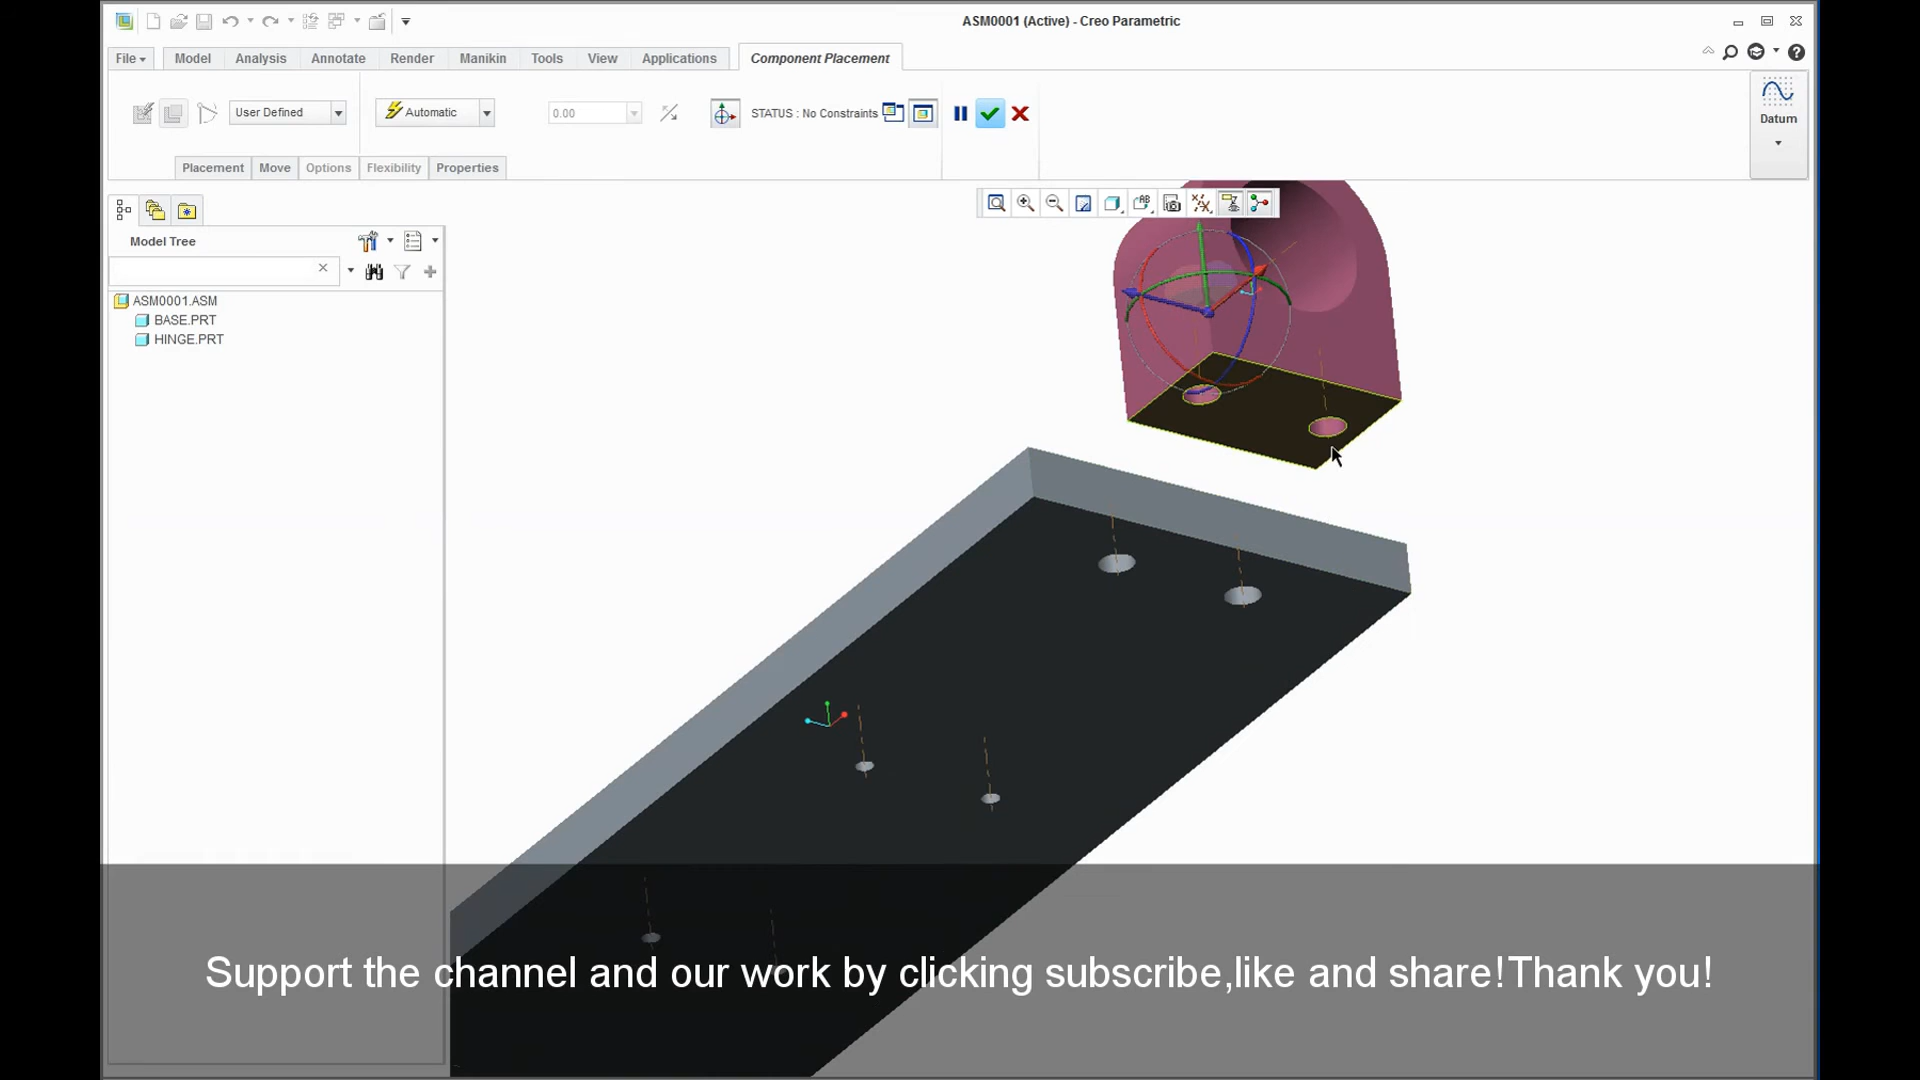 ASM0001 (Active) - Creo Parametric
File Model Analysis Annotate Render Manikin Tools View Applications Component Placement
User Defined Automatic 0.00 STATUS : No Constraints Datum
Placement Move Options Flexibility Properties
Model Tree
ASM0001.ASM
BASE.PRT
HINGE.PRT
Support the channel and our work by clicking subscribe,like and share!Thank you!